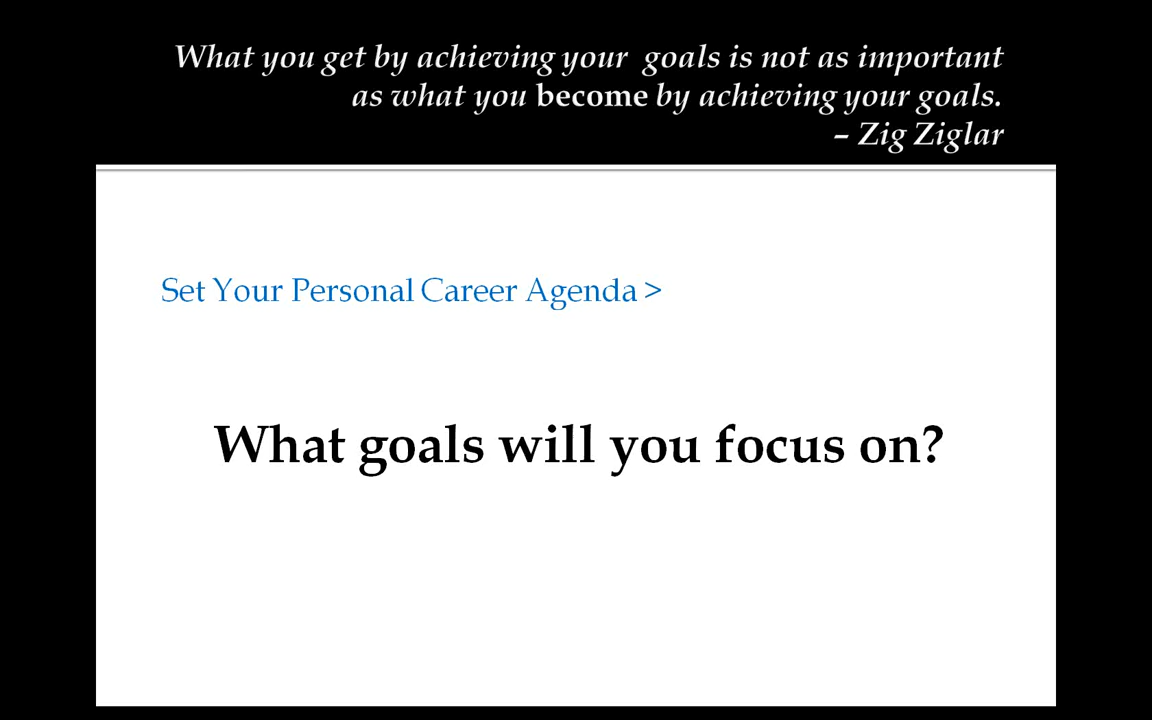 What you get by achieving your goals is not as important
as what you become by achieving your goals.
– Zig Ziglar
Set Your Personal Career Agenda >
What goals will you focus on?